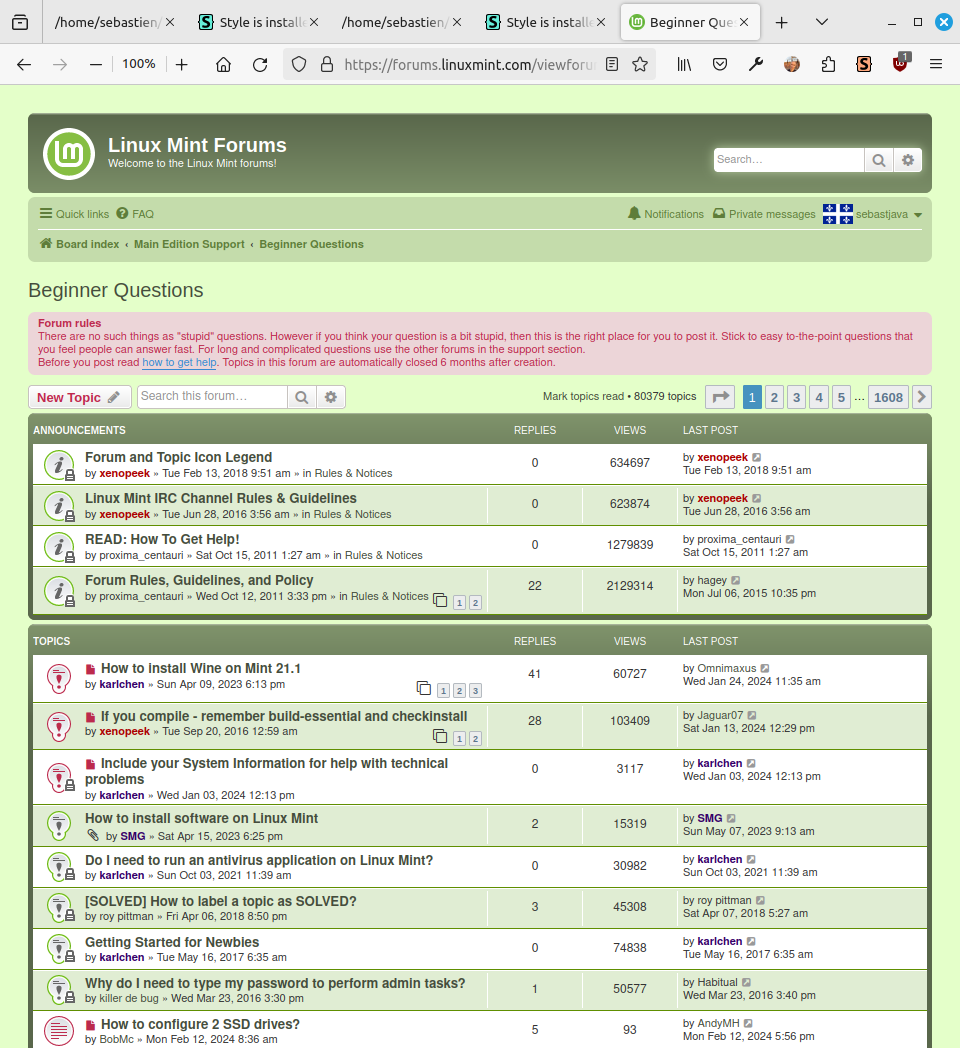 /home/sebastien/
Style is installe
/home/sebastien/
Style is installe
Beginner Ques
100%
https://forums.linuxmint.com/viewforu
1
Linux Mint Forums
Welcome to the Linux Mint forums!
Search…
Quick links
FAQ
Notifications
Private messages
sebastjava
Board index ‹ Main Edition Support ‹ Beginner Questions
Beginner Questions
Forum rules
There are no such things as "stupid" questions. However if you think your question is a bit stupid, then this is the right place for you to post it. Stick to easy to-the-point questions that
you feel people can answer fast. For long and complicated questions use the other forums in the support section.
Before you post read how to get help. Topics in this forum are automatically closed 6 months after creation.
New Topic
Search this forum…
Mark topics read • 80379 topics
1 2 3 4 5 … 1608
ANNOUNCEMENTS REPLIES VIEWS LAST POST
Forum and Topic Icon Legend
by xenopeek » Tue Feb 13, 2018 9:51 am » in Rules & Notices
0
634697
by xenopeek
Tue Feb 13, 2018 9:51 am
Linux Mint IRC Channel Rules & Guidelines
by xenopeek » Tue Jun 28, 2016 3:56 am » in Rules & Notices
0
623874
by xenopeek
Tue Jun 28, 2016 3:56 am
READ: How To Get Help!
by proxima_centauri » Sat Oct 15, 2011 1:27 am » in Rules & Notices
0
1279839
by proxima_centauri
Sat Oct 15, 2011 1:27 am
Forum Rules, Guidelines, and Policy
by proxima_centauri » Wed Oct 12, 2011 3:33 pm » in Rules & Notices
1 2
22
2129314
by hagey
Mon Jul 06, 2015 10:35 pm
TOPICS REPLIES VIEWS LAST POST
How to install Wine on Mint 21.1
by karlchen » Sun Apr 09, 2023 6:13 pm
1 2 3
41
60727
by Omnimaxus
Wed Jan 24, 2024 11:35 am
If you compile - remember build-essential and checkinstall
by xenopeek » Tue Sep 20, 2016 12:59 am
1 2
28
103409
by Jaguar07
Sat Jan 13, 2024 12:29 pm
Include your System Information for help with technical
problems
by karlchen » Wed Jan 03, 2024 12:13 pm
0
3117
by karlchen
Wed Jan 03, 2024 12:13 pm
How to install software on Linux Mint
by SMG » Sat Apr 15, 2023 6:25 pm
2
15319
by SMG
Sun May 07, 2023 9:13 am
Do I need to run an antivirus application on Linux Mint?
by karlchen » Sun Oct 03, 2021 11:39 am
0
30982
by karlchen
Sun Oct 03, 2021 11:39 am
[SOLVED] How to label a topic as SOLVED?
by roy pittman » Fri Apr 06, 2018 8:50 pm
3
45308
by roy pittman
Sat Apr 07, 2018 5:27 am
Getting Started for Newbies
by karlchen » Tue May 16, 2017 6:35 am
0
74838
by karlchen
Tue May 16, 2017 6:35 am
Why do I need to type my password to perform admin tasks?
by killer de bug » Wed Mar 23, 2016 3:30 pm
1
50577
by Habitual
Wed Mar 23, 2016 3:40 pm
How to configure 2 SSD drives?
by BobMc » Mon Feb 12, 2024 8:36 am
5
93
by AndyMH
Mon Feb 12, 2024 5:56 pm